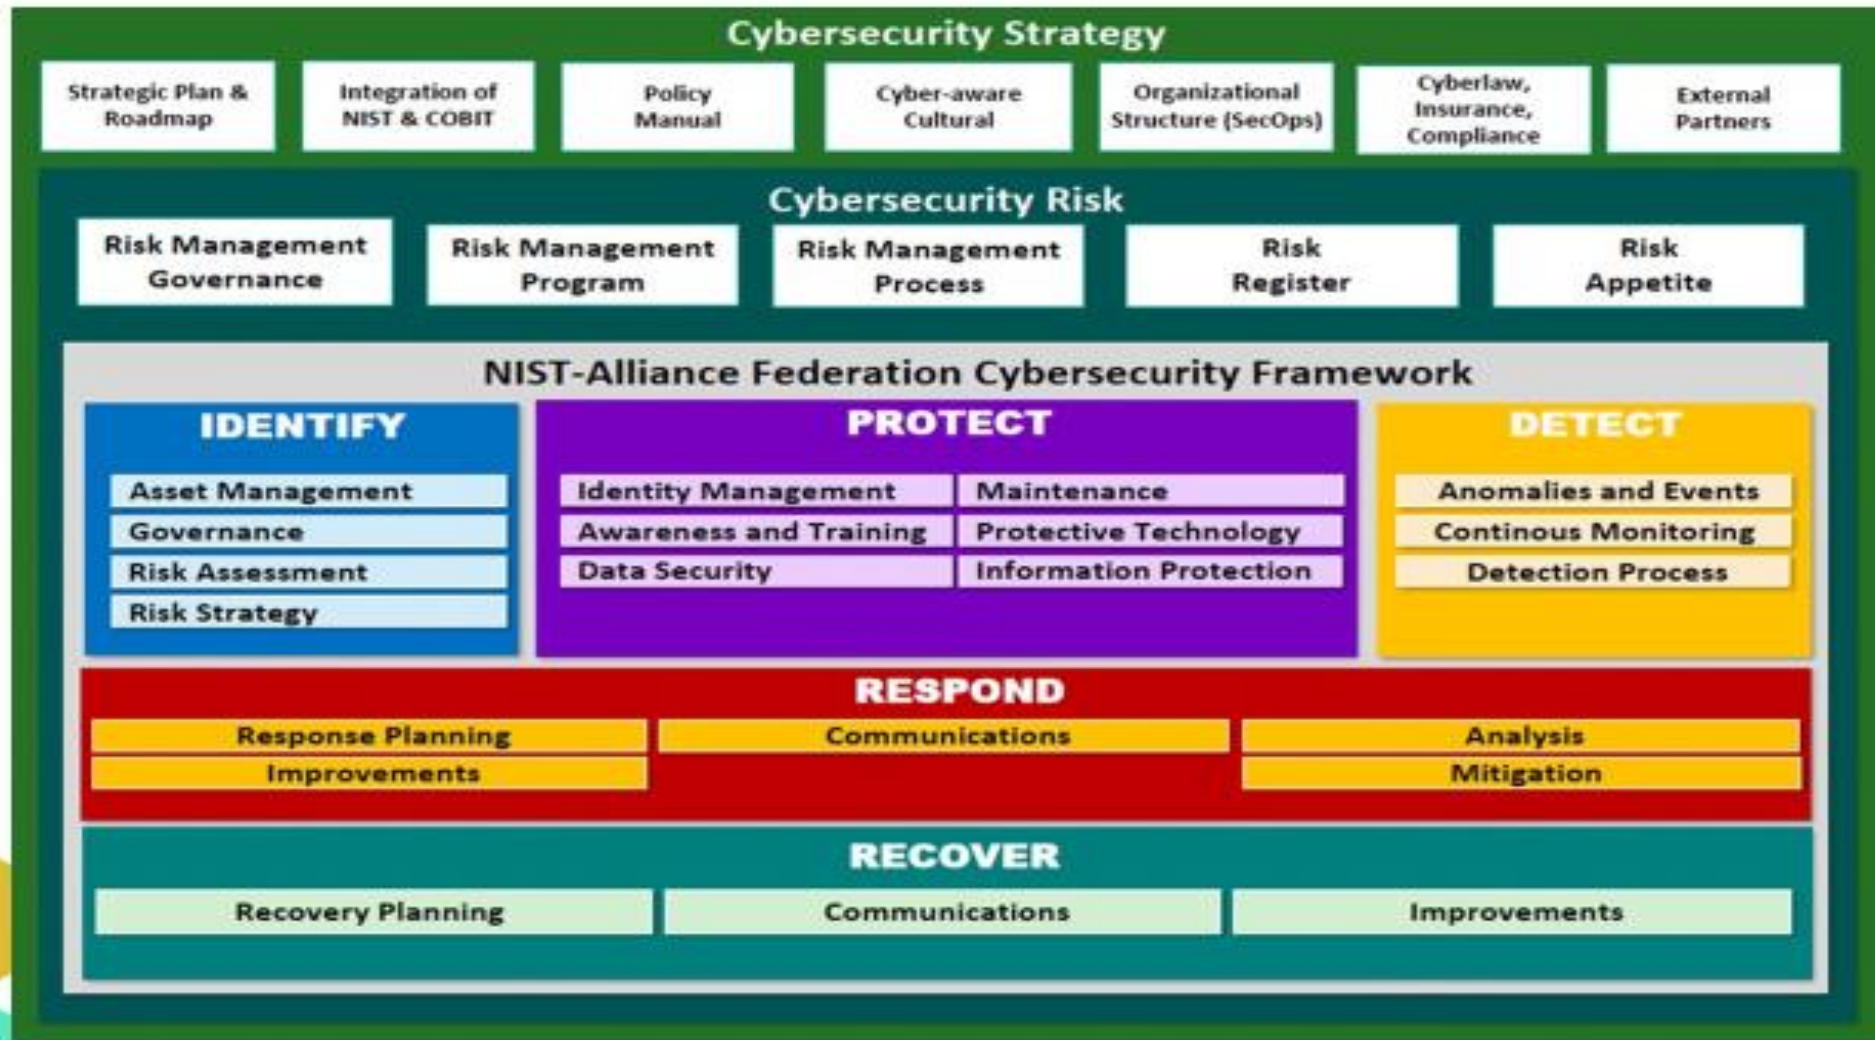 Cybersecurity Strategy
Strategic Plan &
Roadmap
Integration of
NIST & COBIT
Policy
Manual
Cyber-aware
Cultural
Organizational
Structure (SecOps)
Cyberlaw,
Insurance,
Compliance
External
Partners
Cybersecurity Risk
Risk Management
Governance
Risk Management
Program
Risk Management
Process
Risk
Register
Risk
Appetite
NIST-Alliance Federation Cybersecurity Framework
IDENTIFY
Asset Management
Governance
Risk Assessment
Risk Strategy
PROTECT
Identity Management
Awareness and Training
Data Security
Maintenance
Protective Technology
Information Protection
DETECT
Anomalies and Events
Continous Monitoring
Detection Process
RESPOND
Response Planning
Communications
Analysis
Improvements
Mitigation
RECOVER
Recovery Planning
Communications
Improvements